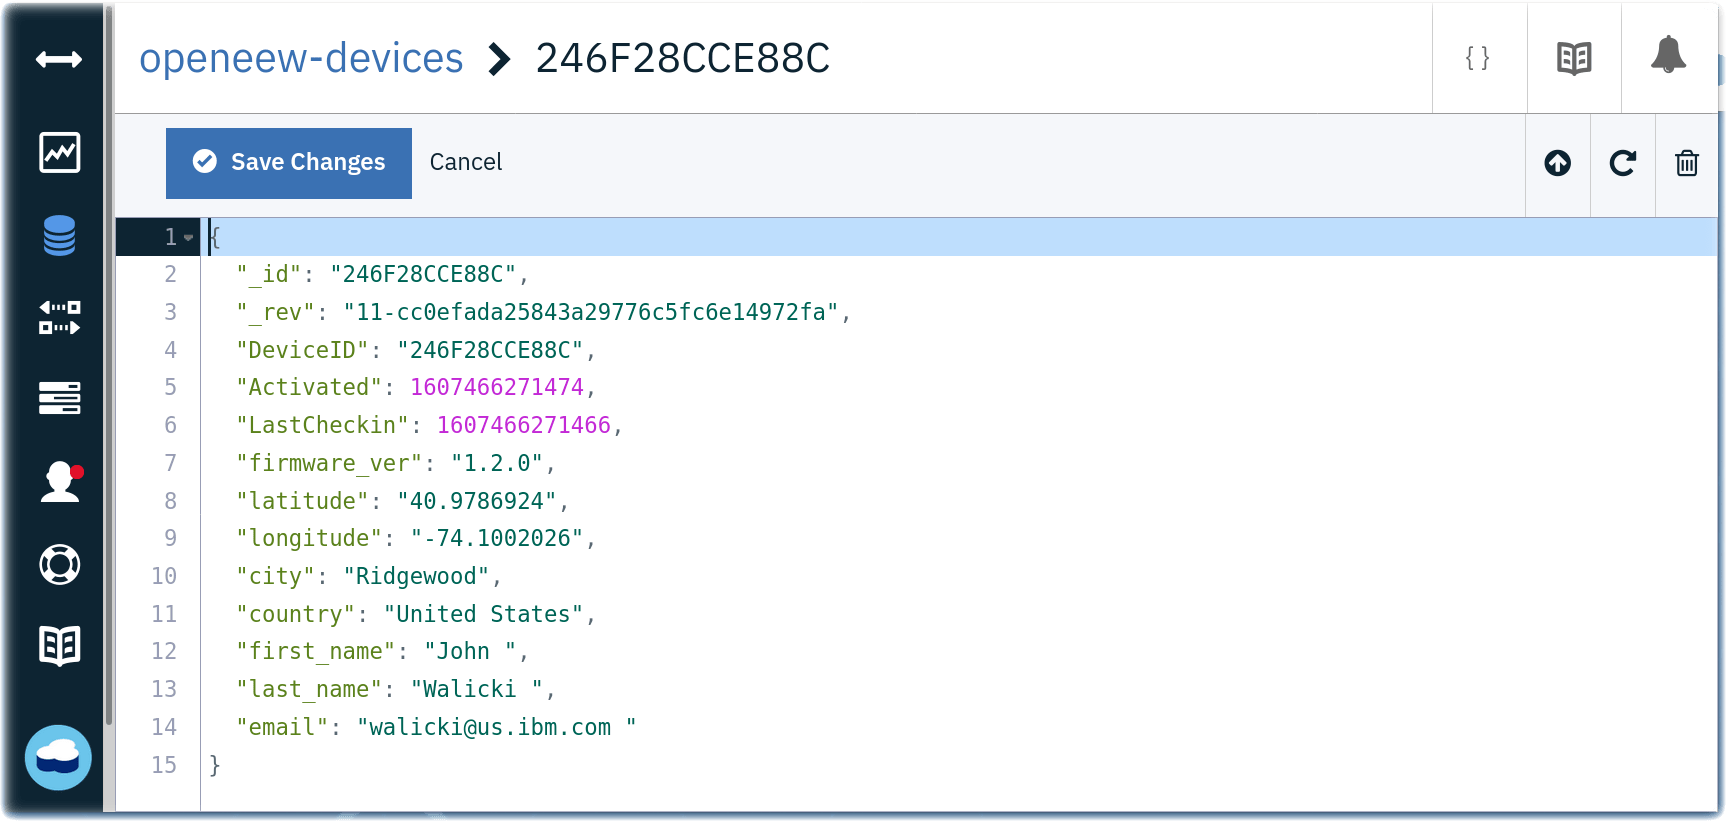 openeew-devices > 246F28CCE88C
{ }
Save Changes Cancel
1 {
2 "_id": "246F28CCE88C",
3 "_rev": "11-cc0efada25843a29776c5fc6e14972fa",
4 "DeviceID": "246F28CCE88C",
5 "Activated": 1607466271474,
6 "LastCheckin": 1607466271466,
7 "firmware_ver": "1.2.0",
8 "latitude": "40.9786924",
9 "longitude": "-74.1002026",
10 "city": "Ridgewood",
11 "country": "United States",
12 "first_name": "John ",
13 "last_name": "Walicki ",
14 "email": "walicki@us.ibm.com "
15 }